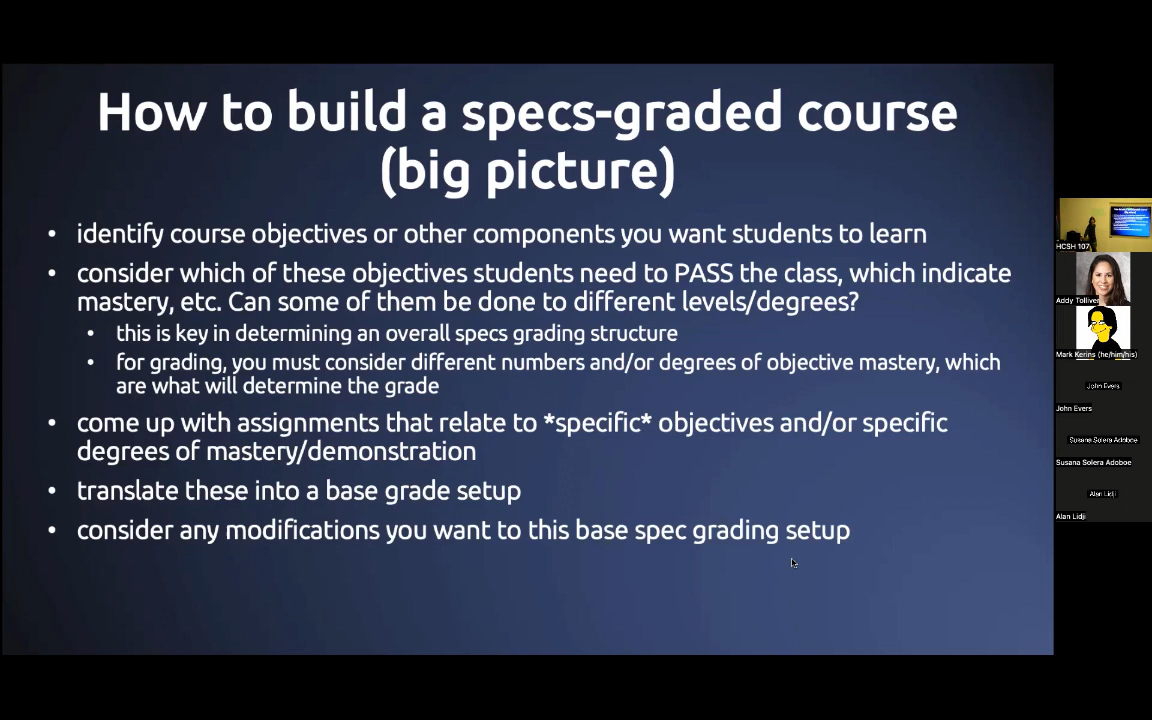 How to build a specs-graded course
(big picture)
• identify course objectives or other components you want students to learn
• consider which of these objectives students need to PASS the class, which indicate
mastery, etc. Can some of them be done to different levels/degrees?
• this is key in determining an overall specs grading structure
• for grading, you must consider different numbers and/or degrees of objective mastery, which
are what will determine the grade
• come up with assignments that relate to *specific* objectives and/or specific
degrees of mastery/demonstration
• translate these into a base grade setup
• consider any modifications you want to this base spec grading setup
HCSH 107
Addy Tolliver
Mark Kerins (he/him/his)
John Evers
John Evers
Susana Solera Adoboe
Susana Solera Adoboe
Alan Lidji
Alan Lidji